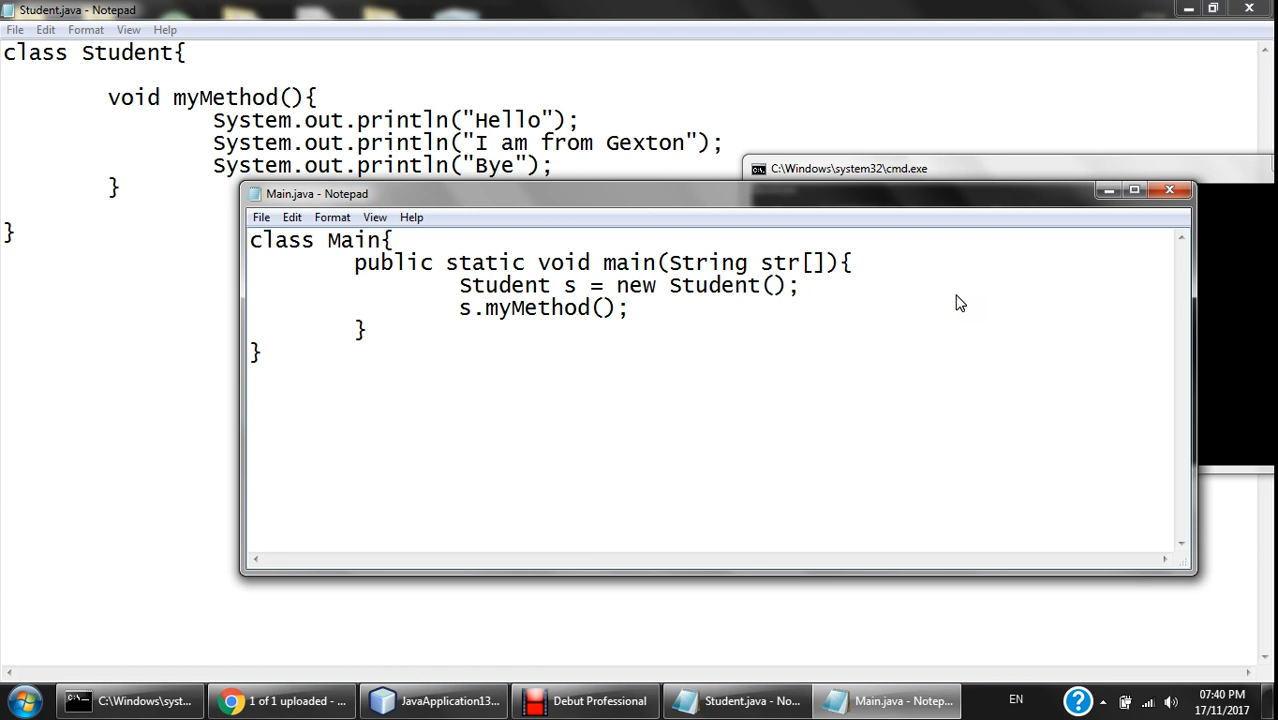 Student.java - Notepad
File Edit Format View Help
class Student{
void myMethod(){
System.out.println("Hello");
System.out.println("I am from Gexton");
System.out.println("Bye");
}
}
C:\Windows\system32\cmd.exe
Main.java - Notepad
File Edit Format View Help
class Main{
public static void main(String str[]){
Student s = new Student();
s.myMethod();
}
}
C:\Windows\syst... 1 of 1 uploaded - ... JavaApplication13... Debut Professional Student.java - No... Main.java - Notep... EN ? 07:40 PM
17/11/2017